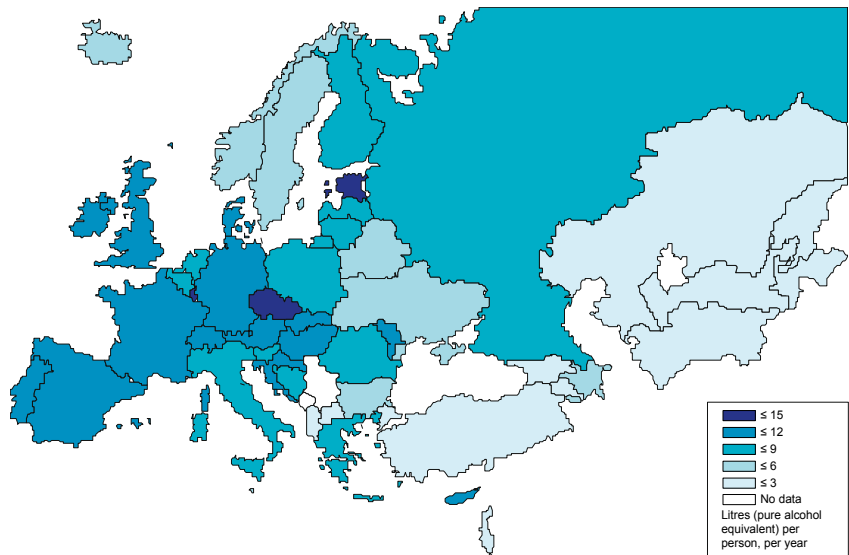 ≤ 15
≤ 12
≤ 9
≤ 6
≤ 3
No data
Litres (pure alcohol
equivalent) per
person, per year